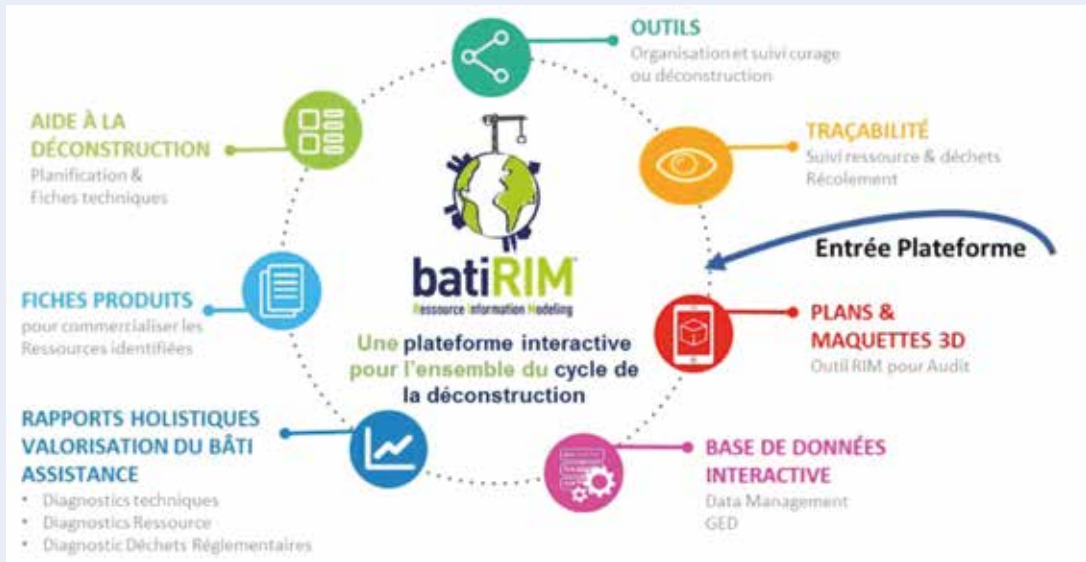 OUTILS
Organisation et suivi curage
ou déconstruction
TRAÇABILITÉ
Suivi ressource & déchets
Récolement
Entrée Plateforme
PLANS &
MAQUETTES 3D
Outil RIM pour Audit
BASE DE DONNÉES
INTERACTIVE
Data Management
GED
RAPPORTS HOLISTIQUES
VALORISATION DU BÂTI
ASSISTANCE
• Diagnostics techniques
• Diagnostics Ressource
• Diagnostic Déchets Réglementaires
FICHES PRODUITS
pour commercialiser les
Ressources identifiées
AIDE À LA
DÉCONSTRUCTION
Planification &
Fiches techniques
batiRIM
Ressource Information Modeling
Une plateforme interactive
pour l'ensemble du cycle de
la déconstruction